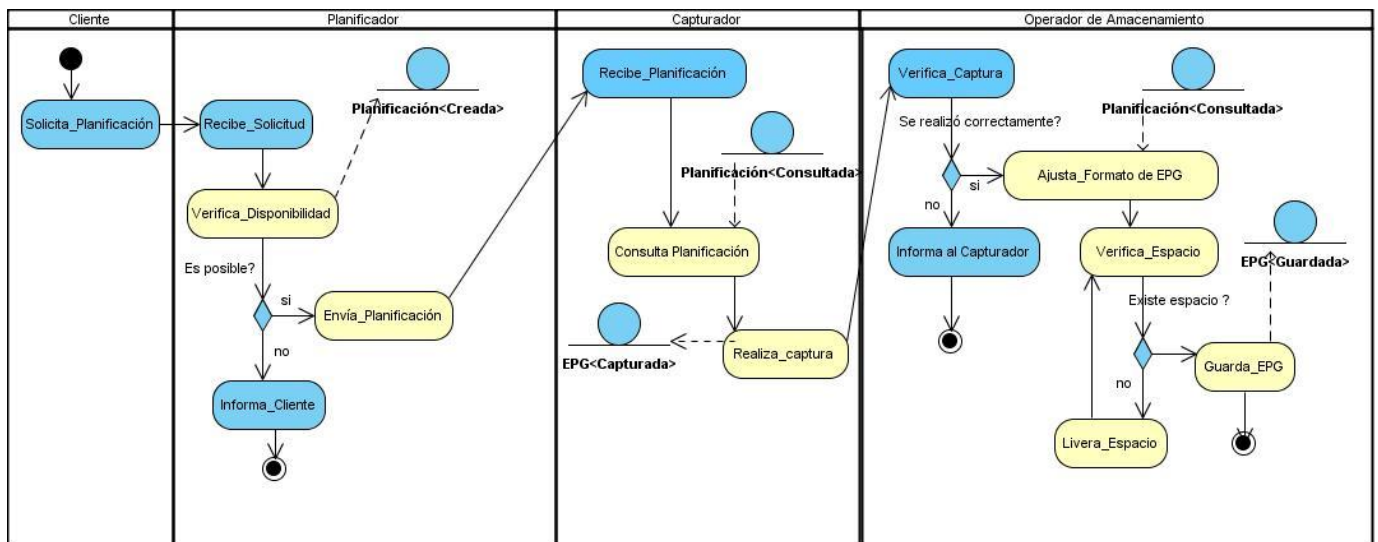 Cliente
Planificador
Capturador
Operador de Amacenamiento
Solicita_Planificación
Recibe_Solicitud
Planificación<Creada>
Verifica_Disponibilidad
Es posible?
si
Envía_Planificación
no
Informa_Cliente
Recibe_Planificación
Planificación<Consultada>
Consulta Planificación
EPG<Capturada>
Realiza_captura
Verifica_Captura
Planificación<Consultada>
Se realizó correctamente?
si
Ajusta_Formato de EPG
no
Informa al Capturador
Verifica_Espacio
EPG<Guardada>
Existe espacio ?
Guarda_EPG
no
Livera_Espacio